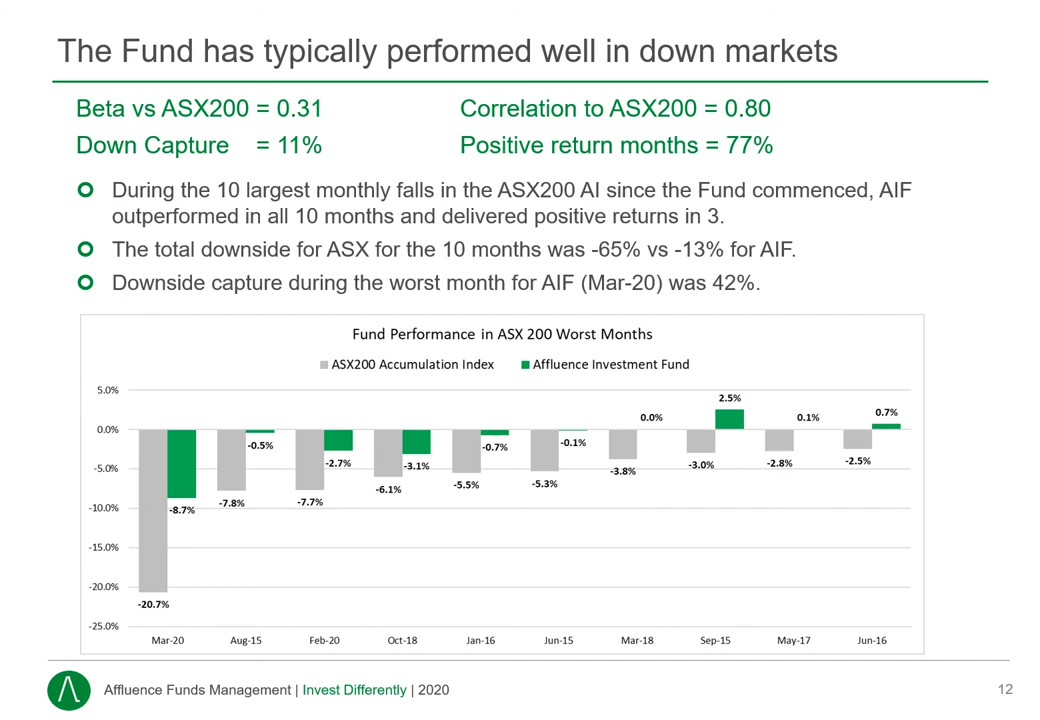 The Fund has typically performed well in down markets
Beta vs ASX200 = 0.31
Correlation to ASX200 = 0.80
Down Capture = 11%
Positive return months = 77%
During the 10 largest monthly falls in the ASX200 AI since the Fund commenced, AIF
outperformed in all 10 months and delivered positive returns in 3.
The total downside for ASX for the 10 months was -65% vs -13% for AIF.
Downside capture during the worst month for AIF (Mar-20) was 42%.
Fund Performance in ASX 200 Worst Months
ASX200 Accumulation Index
Affluence Investment Fund
5.0%
0.0%
-5.0%
-10.0%
-15.0%
-20.0%
-25.0%
-20.7%
-8.7%
-7.8%
-0.5%
-7.7%
-2.7%
-6.1%
-3.1%
-5.5%
-0.7%
-5.3%
-0.1%
-3.8%
0.0%
-3.0%
2.5%
-2.8%
0.1%
-2.5%
0.7%
Mar-20 Aug-15 Feb-20 Oct-18 Jan-16 Jun-15 Mar-18 Sep-15 May-17 Jun-16
Affluence Funds Management | Invest Differently | 2020
12